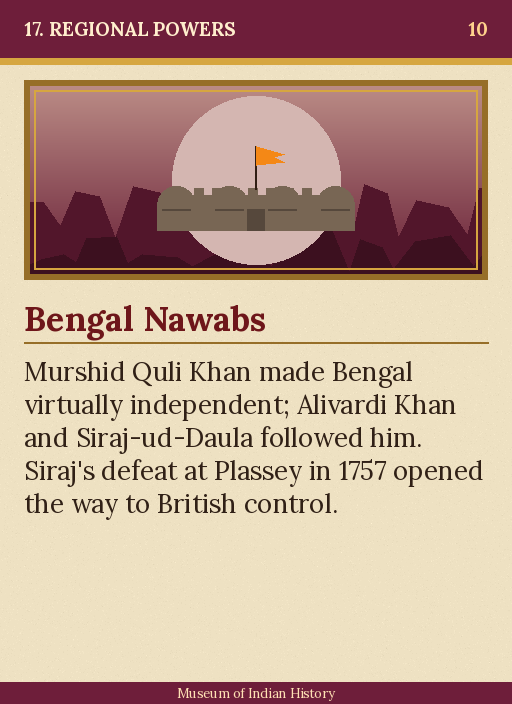 17. REGIONAL POWERS
10
Bengal Nawabs
Murshid Quli Khan made Bengal
virtually independent; Alivardi Khan
and Siraj-ud-Daula followed him.
Siraj's defeat at Plassey in 1757 opened
the way to British control.
Museum of Indian History